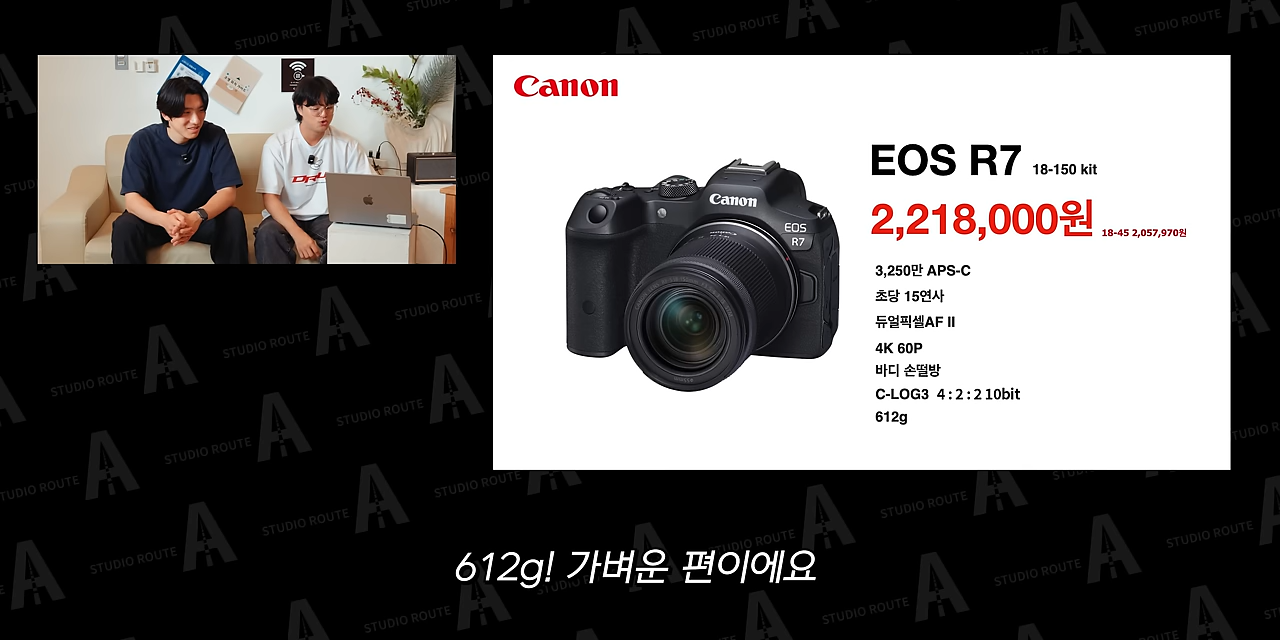 Canon
EOS R7 18-150 kit
2,218,000원 18-45 2,057,970원
3,250만 APS-C
초당 15연사
듀얼픽셀AF II
4K 60P
바디 손떨방
C-LOG3 4:2:2 10bit
612g
Canon
EOS
R7
612g! 가벼운 편이에요
STUDIO ROUTE